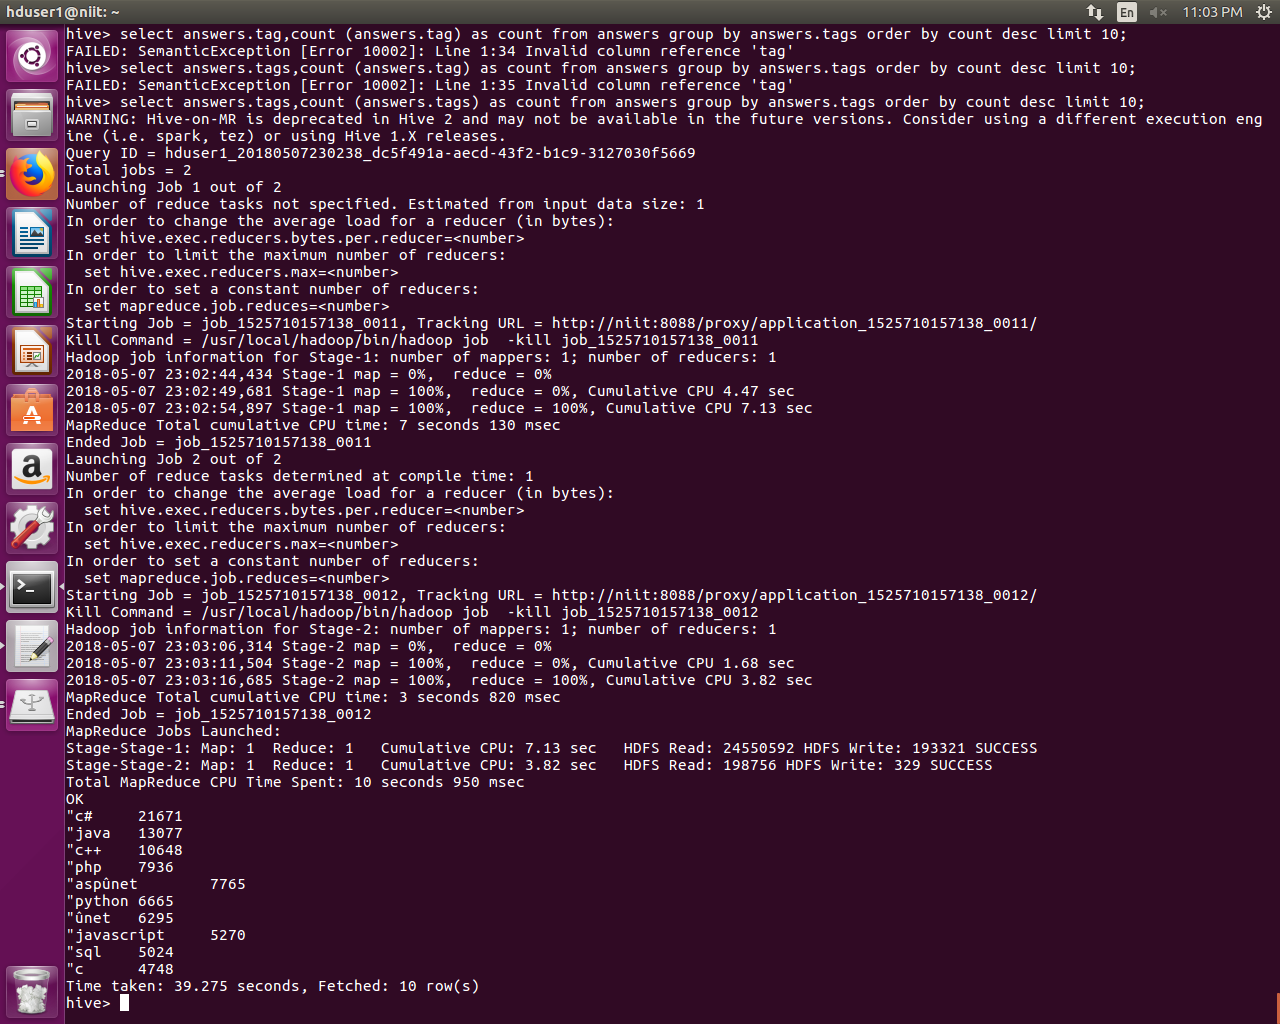 hduser1@niit: ~
En
11:03 PM
hive> select answers.tag,count (answers.tag) as count from answers group by answers.tags order by count desc limit 10;
FAILED: SemanticException [Error 10002]: Line 1:34 Invalid column reference 'tag'
hive> select answers.tags,count (answers.tag) as count from answers group by answers.tags order by count desc limit 10;
FAILED: SemanticException [Error 10002]: Line 1:35 Invalid column reference 'tag'
hive> select answers.tags,count (answers.tags) as count from answers group by answers.tags order by count desc limit 10;
WARNING: Hive-on-MR is deprecated in Hive 2 and may not be available in the future versions. Consider using a different execution eng
ine (i.e. spark, tez) or using Hive 1.X releases.
Query ID = hduser1_20180507230238_dc5f491a-aecd-43f2-b1c9-3127030f5669
Total jobs = 2
Launching Job 1 out of 2
Number of reduce tasks not specified. Estimated from input data size: 1
In order to change the average load for a reducer (in bytes):
  set hive.exec.reducers.bytes.per.reducer=<number>
In order to limit the maximum number of reducers:
  set hive.exec.reducers.max=<number>
In order to set a constant number of reducers:
  set mapreduce.job.reduces=<number>
Starting Job = job_1525710157138_0011, Tracking URL = http://niit:8088/proxy/application_1525710157138_0011/
Kill Command = /usr/local/hadoop/bin/hadoop job  -kill job_1525710157138_0011
Hadoop job information for Stage-1: number of mappers: 1; number of reducers: 1
2018-05-07 23:02:44,434 Stage-1 map = 0%,  reduce = 0%
2018-05-07 23:02:49,681 Stage-1 map = 100%,  reduce = 0%, Cumulative CPU 4.47 sec
2018-05-07 23:02:54,897 Stage-1 map = 100%,  reduce = 100%, Cumulative CPU 7.13 sec
MapReduce Total cumulative CPU time: 7 seconds 130 msec
Ended Job = job_1525710157138_0011
Launching Job 2 out of 2
Number of reduce tasks determined at compile time: 1
In order to change the average load for a reducer (in bytes):
  set hive.exec.reducers.bytes.per.reducer=<number>
In order to limit the maximum number of reducers:
  set hive.exec.reducers.max=<number>
In order to set a constant number of reducers:
  set mapreduce.job.reduces=<number>
Starting Job = job_1525710157138_0012, Tracking URL = http://niit:8088/proxy/application_1525710157138_0012/
Kill Command = /usr/local/hadoop/bin/hadoop job  -kill job_1525710157138_0012
Hadoop job information for Stage-2: number of mappers: 1; number of reducers: 1
2018-05-07 23:03:06,314 Stage-2 map = 0%,  reduce = 0%
2018-05-07 23:03:11,504 Stage-2 map = 100%,  reduce = 0%, Cumulative CPU 1.68 sec
2018-05-07 23:03:16,685 Stage-2 map = 100%,  reduce = 100%, Cumulative CPU 3.82 sec
MapReduce Total cumulative CPU time: 3 seconds 820 msec
Ended Job = job_1525710157138_0012
MapReduce Jobs Launched:
Stage-Stage-1: Map: 1  Reduce: 1   Cumulative CPU: 7.13 sec   HDFS Read: 24550592 HDFS Write: 193321 SUCCESS
Stage-Stage-2: Map: 1  Reduce: 1   Cumulative CPU: 3.82 sec   HDFS Read: 198756 HDFS Write: 329 SUCCESS
Total MapReduce CPU Time Spent: 10 seconds 950 msec
OK
"c#     21671
"java   13077
"c++    10648
"php    7936
"aspûnet        7765
"python 6665
"ûnet   6295
"javascript     5270
"sql    5024
"c      4748
Time taken: 39.275 seconds, Fetched: 10 row(s)
hive>